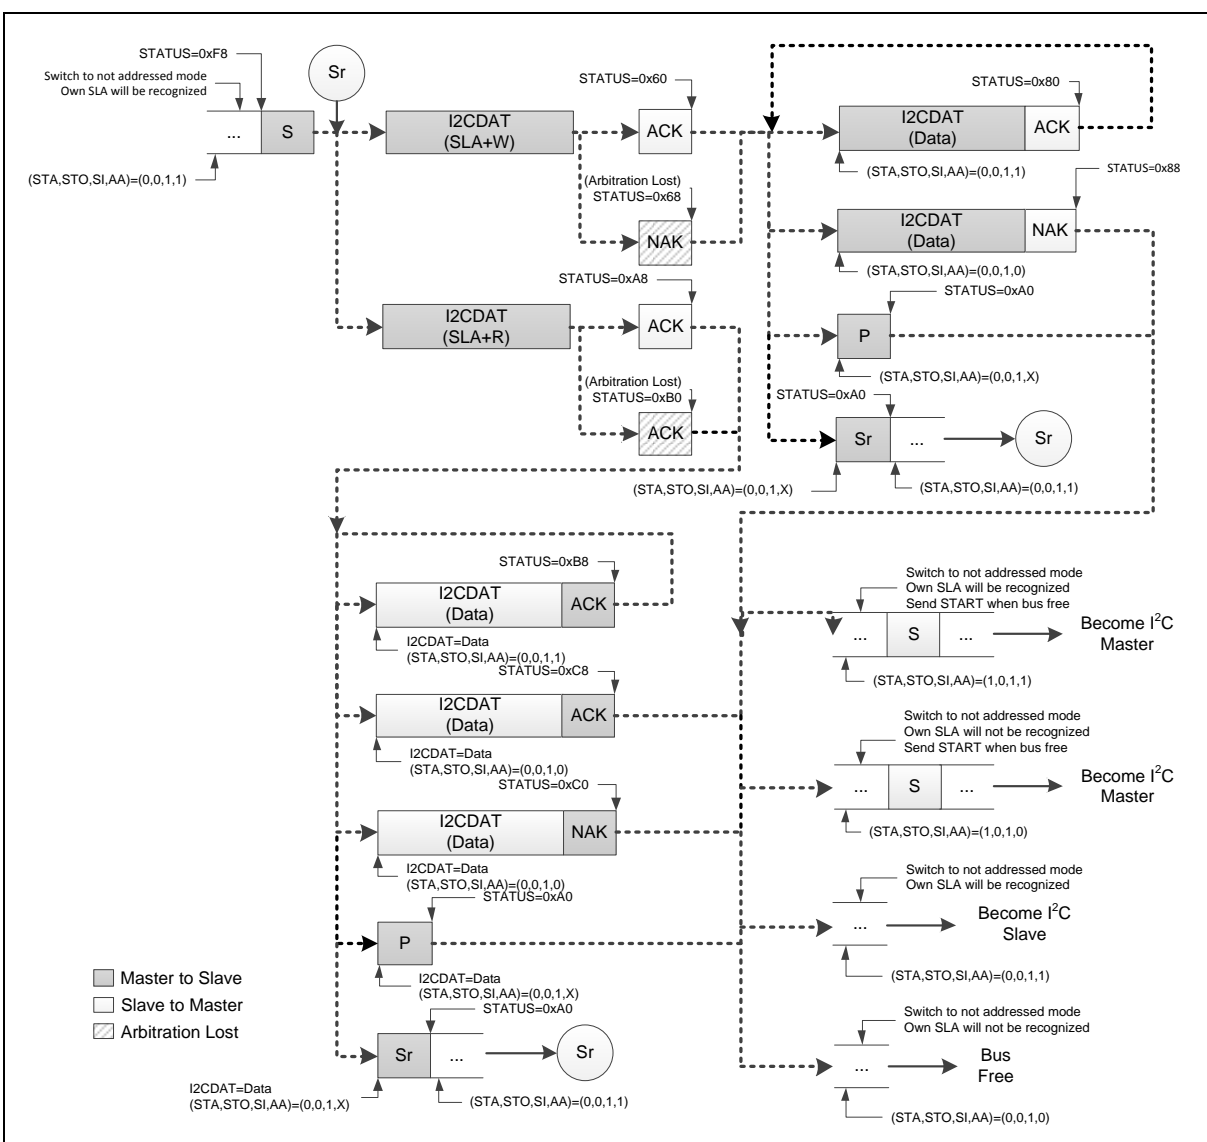 STATUS=0xF8
Switch to not addressed mode
Own SLA will be recognized
...
S
(STA,STO,SI,AA)=(0,0,1,1)
Sr
I2CDAT
(SLA+W)
STATUS=0x60
ACK
(Arbitration Lost)
STATUS=0x68
NAK
I2CDAT
(SLA+R)
STATUS=0xA8
ACK
(Arbitration Lost)
STATUS=0xB0
ACK
STATUS=0x80
I2CDAT
(Data)
ACK
(STA,STO,SI,AA)=(0,0,1,1)
STATUS=0x88
I2CDAT
(Data)
NAK
(STA,STO,SI,AA)=(0,0,1,0)
STATUS=0xA0
P
(STA,STO,SI,AA)=(0,0,1,X)
STATUS=0xA0
Sr
...
Sr
(STA,STO,SI,AA)=(0,0,1,X)
(STA,STO,SI,AA)=(0,0,1,1)
STATUS=0xB8
I2CDAT
(Data)
ACK
I2CDAT=Data
(STA,STO,SI,AA)=(0,0,1,1)
STATUS=0xC8
I2CDAT
(Data)
ACK
I2CDAT=Data
(STA,STO,SI,AA)=(0,0,1,0)
STATUS=0xC0
I2CDAT
(Data)
NAK
I2CDAT=Data
(STA,STO,SI,AA)=(0,0,1,0)
STATUS=0xA0
P
I2CDAT=Data
(STA,STO,SI,AA)=(0,0,1,X)
STATUS=0xA0
Sr
...
Sr
I2CDAT=Data
(STA,STO,SI,AA)=(0,0,1,X)
(STA,STO,SI,AA)=(0,0,1,1)
Switch to not addressed mode
Own SLA will be recognized
Send START when bus free
...
S
...
Become I²C
Master
(STA,STO,SI,AA)=(1,0,1,1)
Switch to not addressed mode
Own SLA will not be recognized
Send START when bus free
...
S
...
Become I²C
Master
(STA,STO,SI,AA)=(1,0,1,0)
Switch to not addressed mode
Own SLA will be recognized
...
Become I²C
Slave
(STA,STO,SI,AA)=(0,0,1,1)
Switch to not addressed mode
Own SLA will not be recognized
...
Bus
Free
(STA,STO,SI,AA)=(0,0,1,0)
Master to Slave
Slave to Master
Arbitration Lost